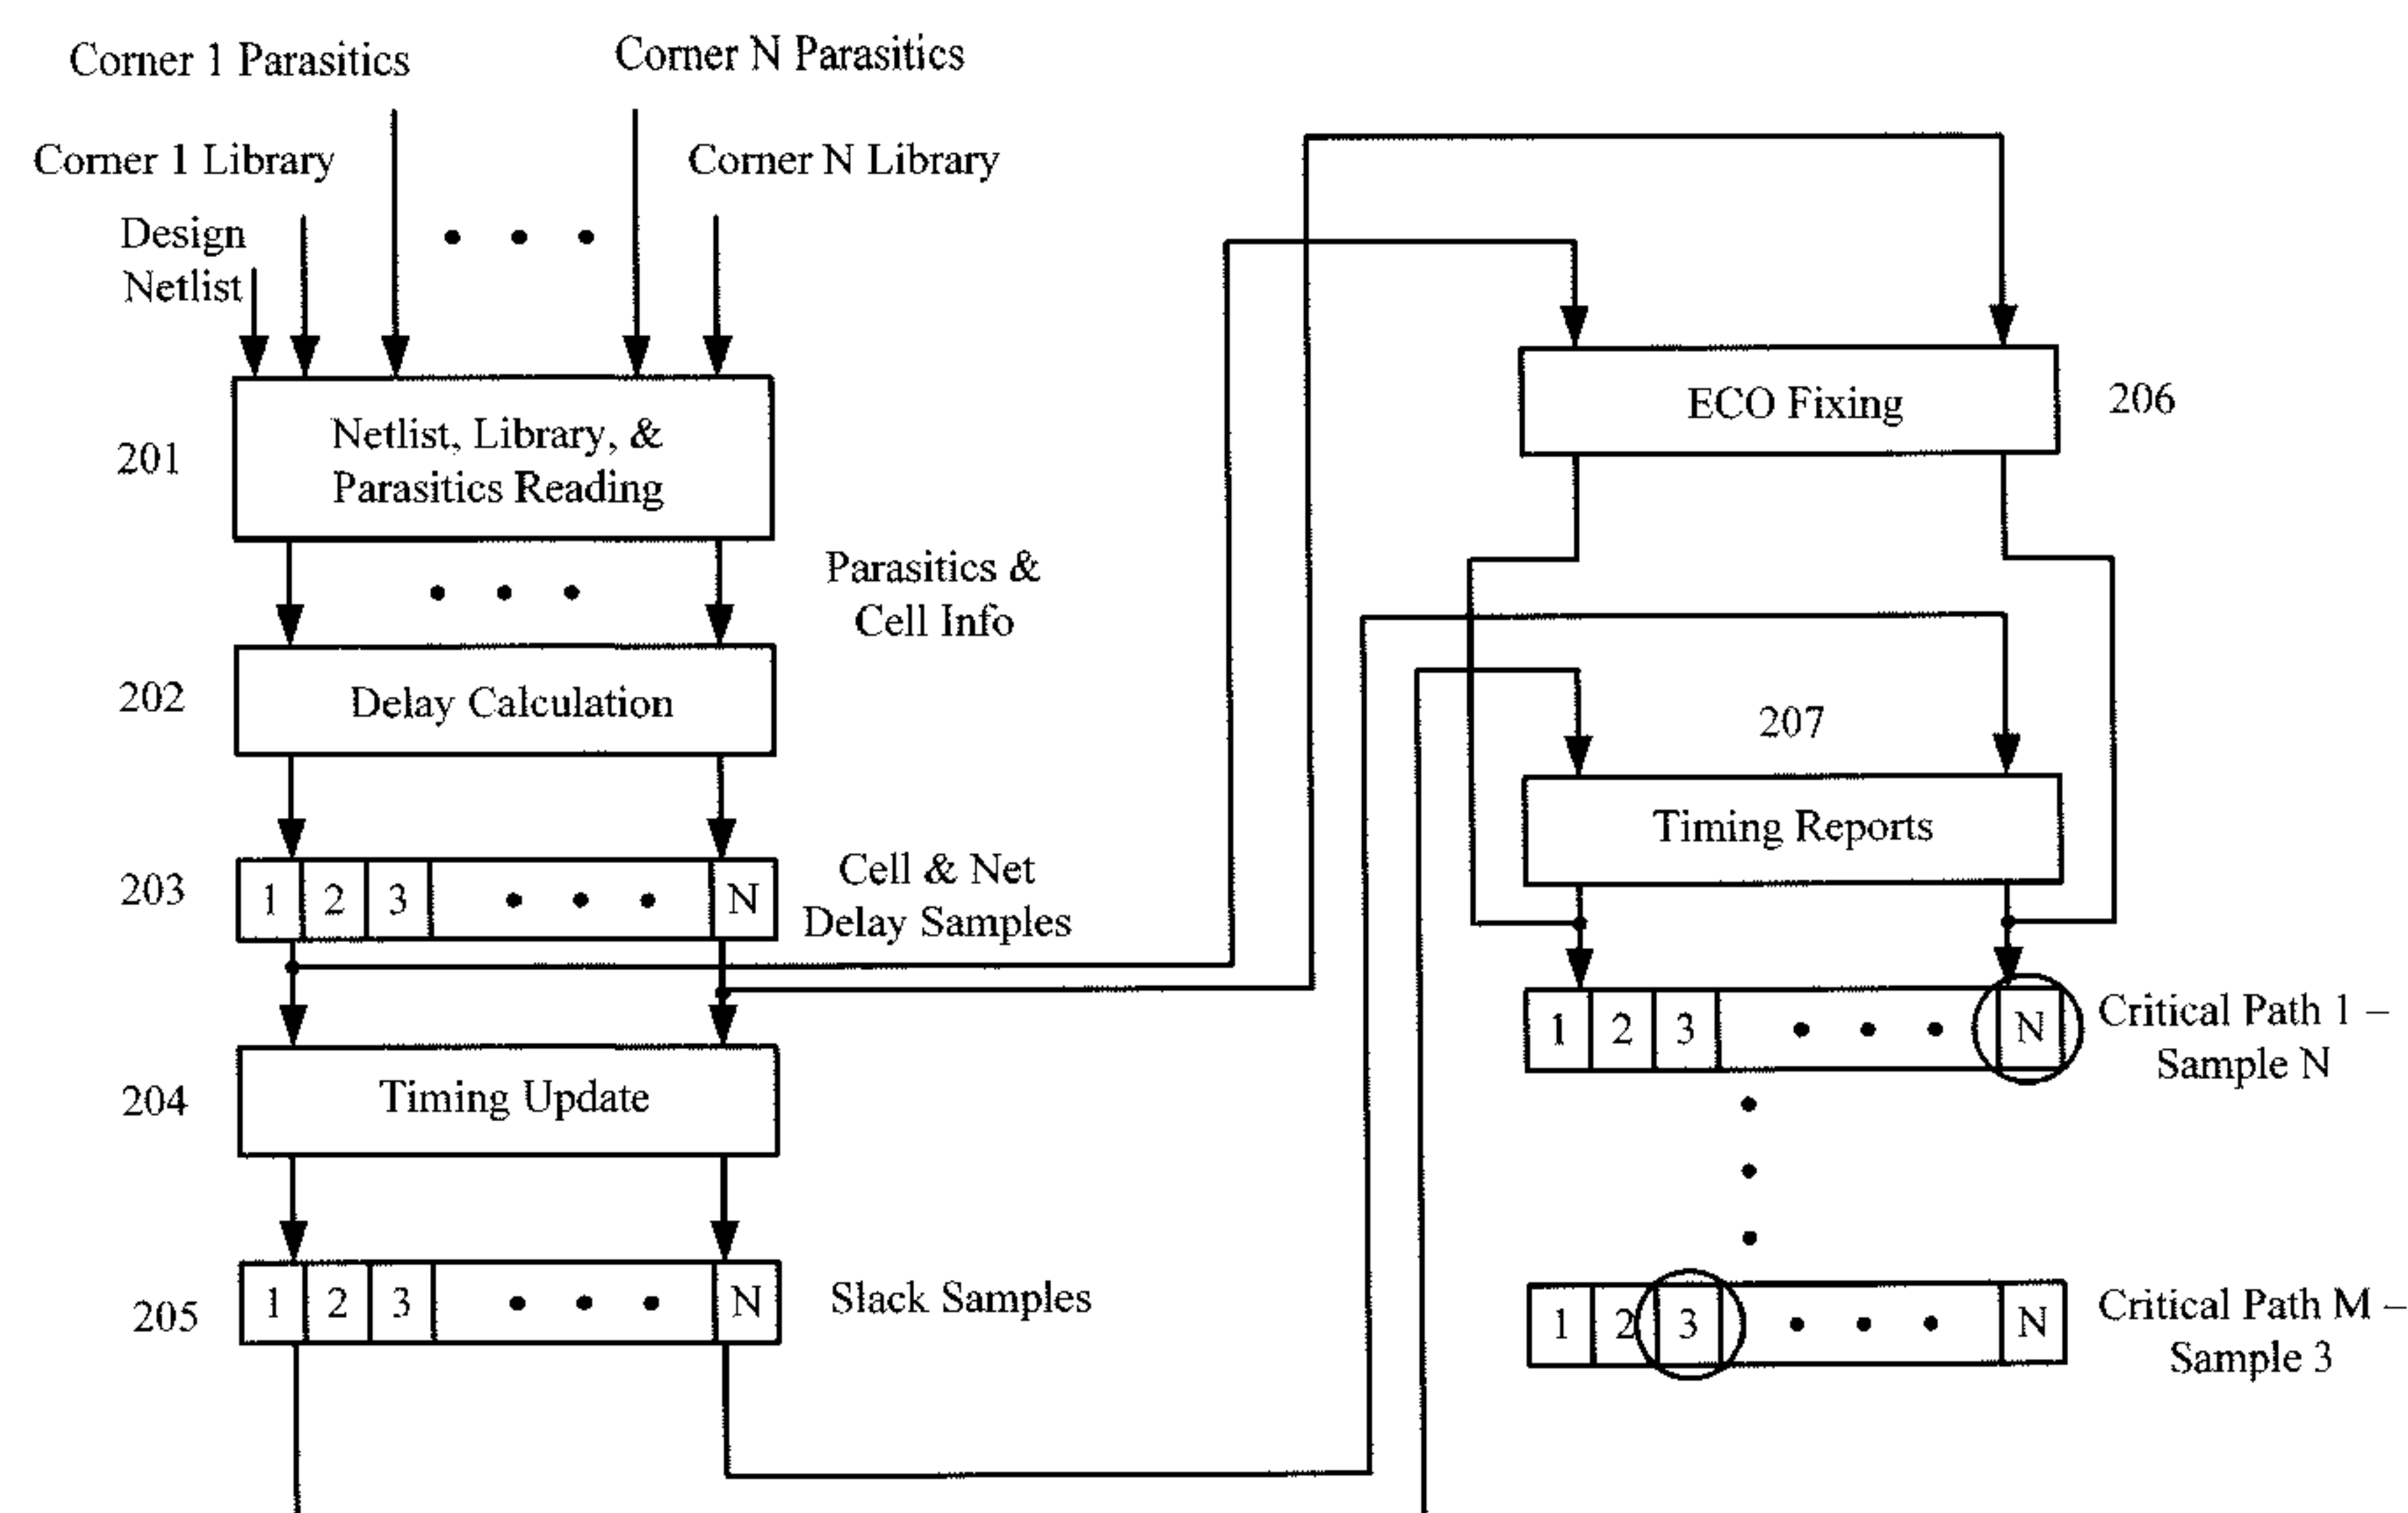 Corner 1 Parasitics
Corner N Parasitics
Corner 1 Library
Corner N Library
Design
Netlist
201
Netlist, Library, &
Parasitics Reading
Parasitics &
Cell Info
202
Delay Calculation
203
1 2 3 N
Cell & Net
Delay Samples
204
Timing Update
205
1 2 3 N
Slack Samples
ECO Fixing
206
207
Timing Reports
1 2 3 N
Critical Path 1 –
Sample N
1 2 3 N
Critical Path M –
Sample 3